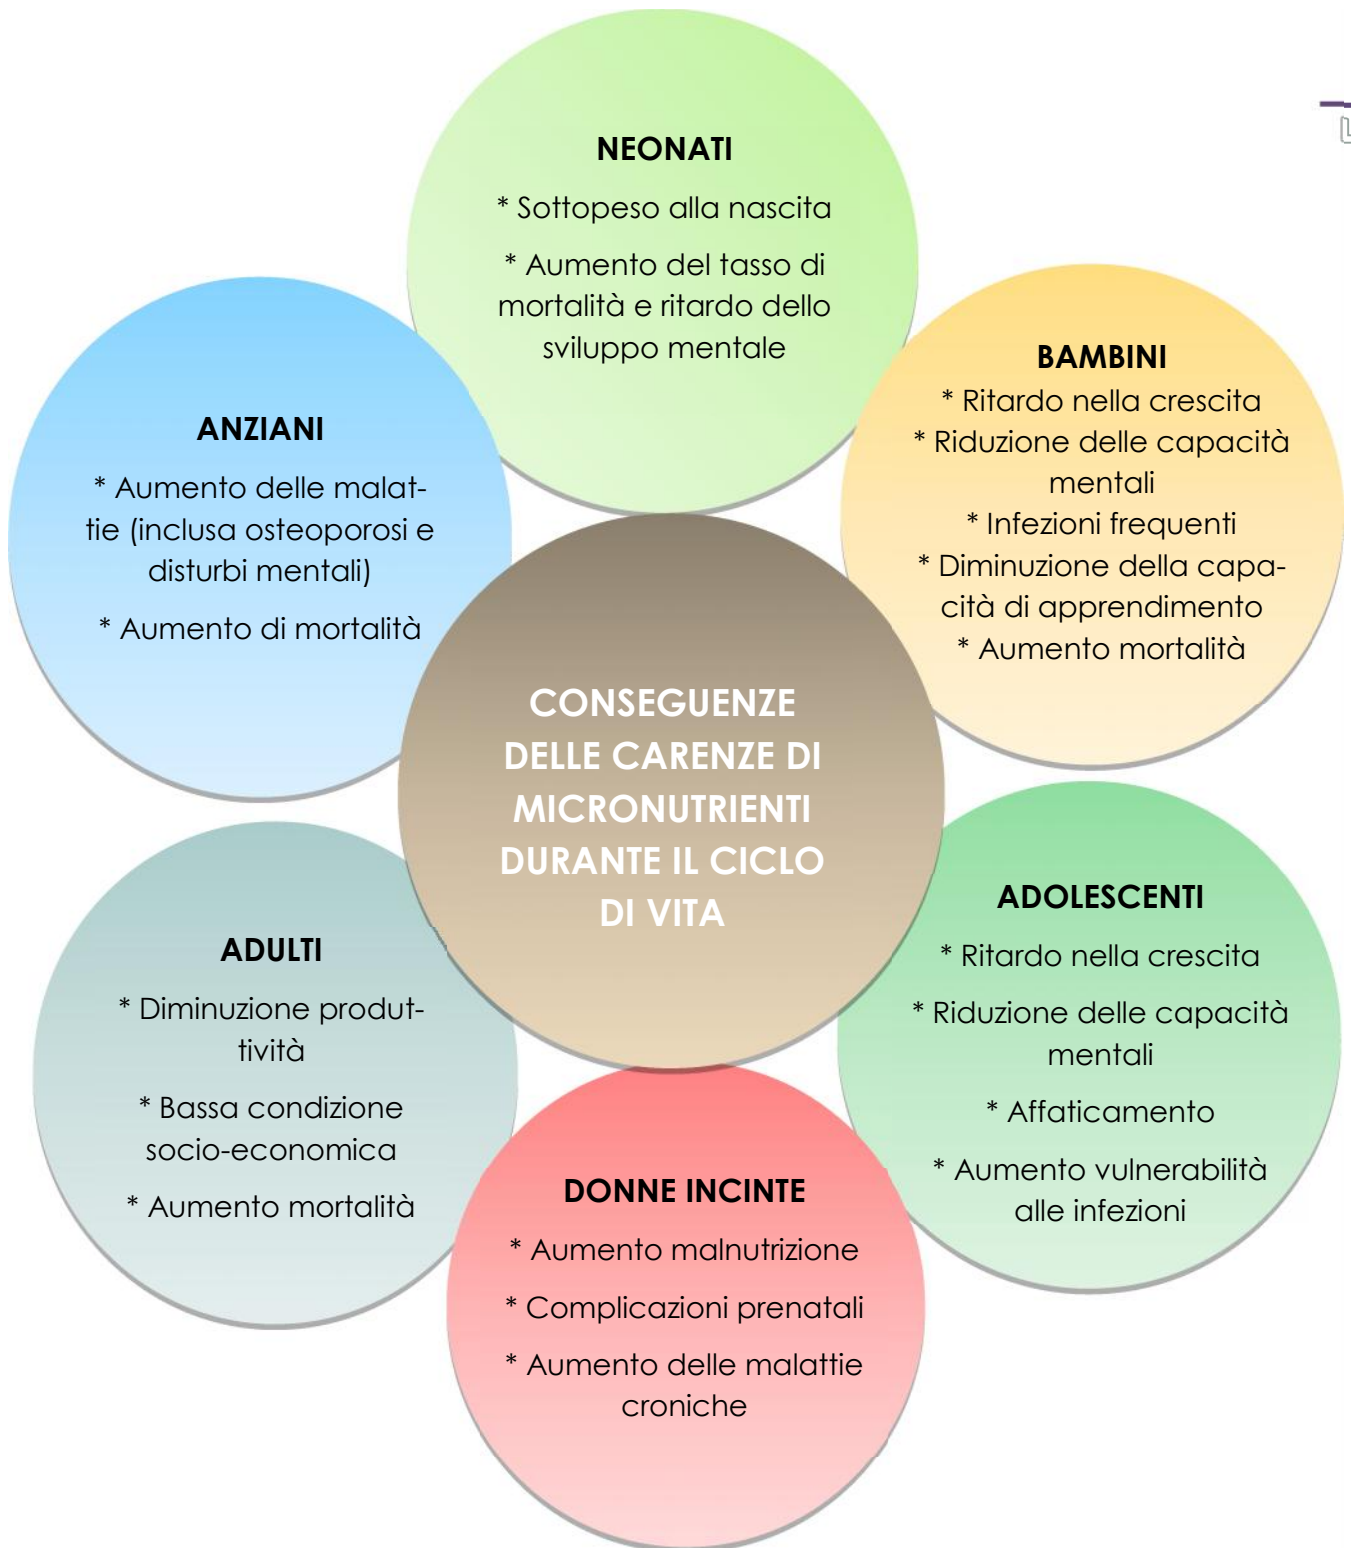 NEONATI
* Sottopeso alla nascita
* Aumento del tasso di
mortalità e ritardo dello
sviluppo mentale
BAMBINI
* Ritardo nella crescita
* Riduzione delle capacità
mentali
* Infezioni frequenti
* Diminuzione della capa-
cità di apprendimento
* Aumento mortalità
ANZIANI
* Aumento delle malat-
tie (inclusa osteoporosi e
disturbi mentali)
* Aumento di mortalità
CONSEGUENZE
DELLE CARENZE DI
MICRONUTRIENTI
DURANTE IL CICLO
DI VITA
ADOLESCENTI
* Ritardo nella crescita
* Riduzione delle capacità
mentali
* Affaticamento
* Aumento vulnerabilità
alle infezioni
ADULTI
* Diminuzione produt-
tività
* Bassa condizione
socio-economica
* Aumento mortalità
DONNE INCINTE
* Aumento malnutrizione
* Complicazioni prenatali
* Aumento delle malattie
croniche